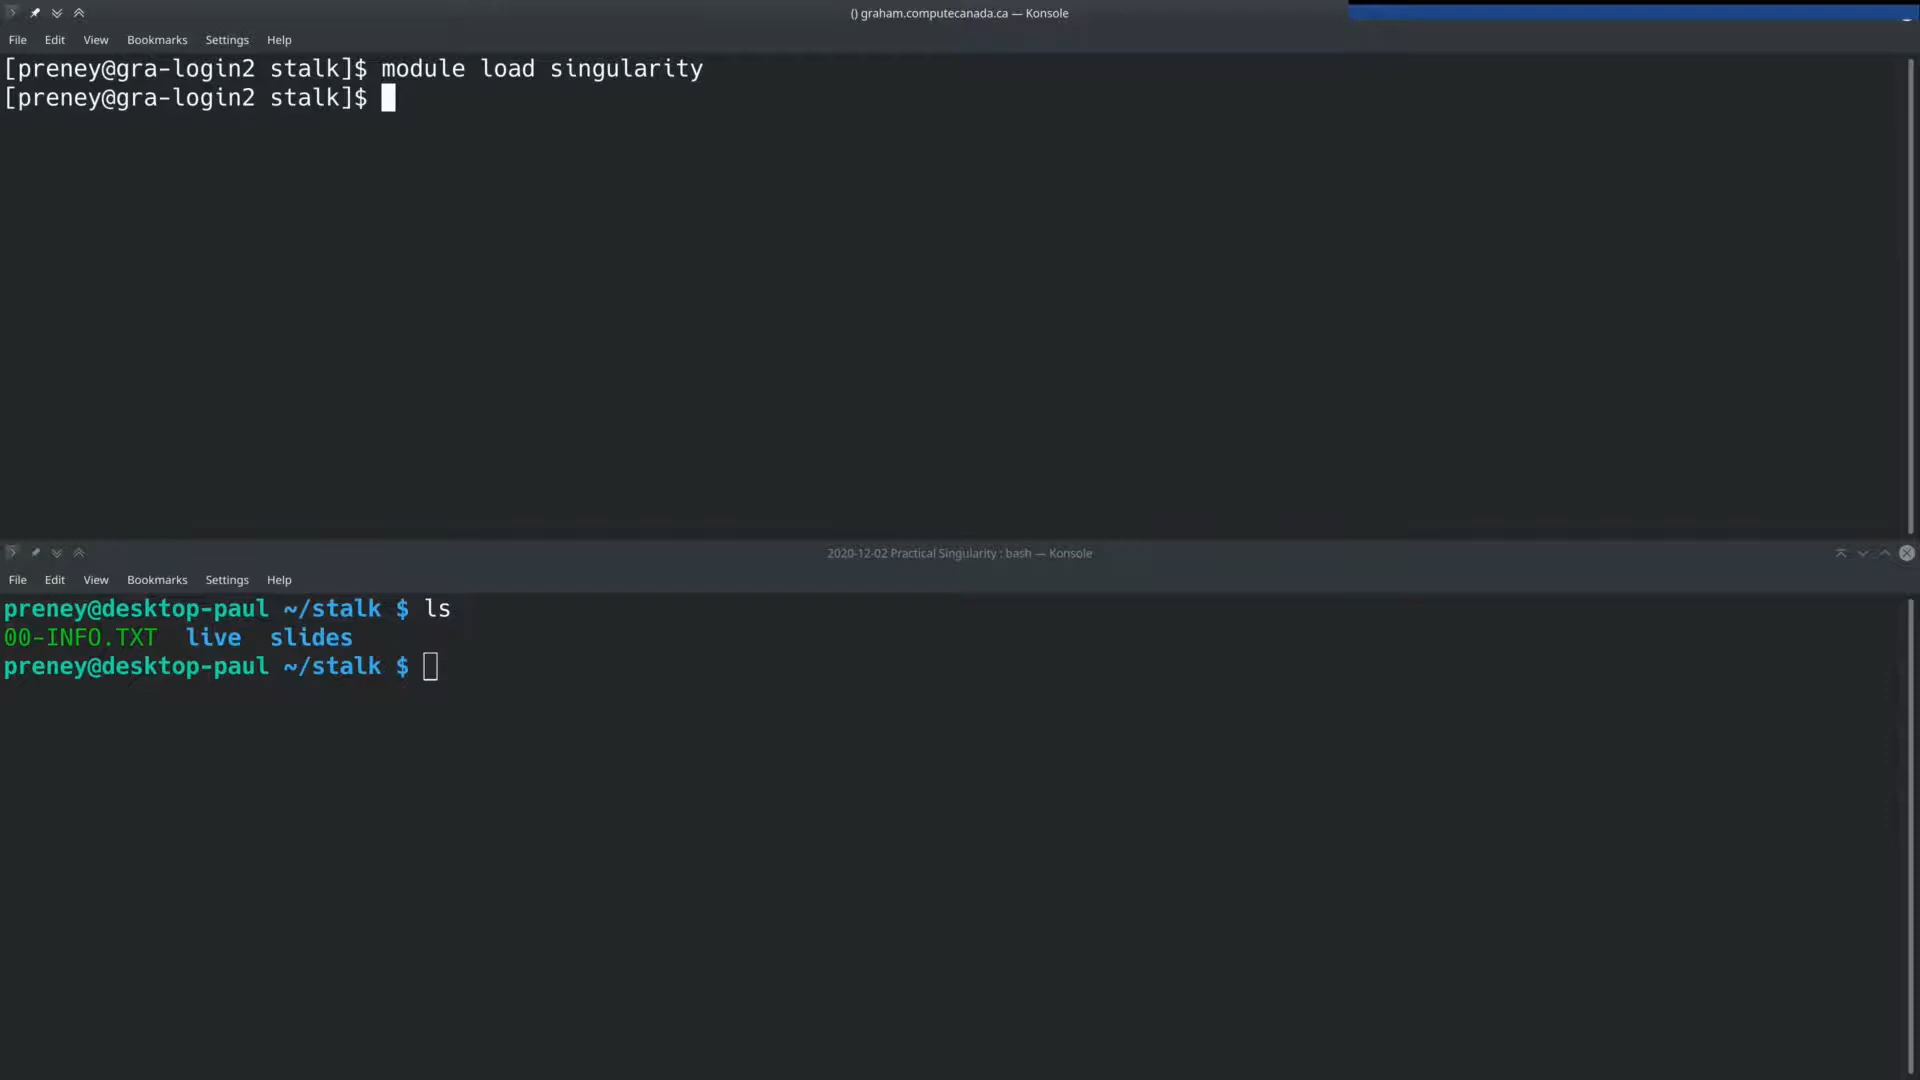 () graham.computecanada.ca — Konsole
File Edit View Bookmarks Settings Help
[preney@gra-login2 stalk]$ module load singularity
[preney@gra-login2 stalk]$
2020-12-02 Practical Singularity : bash — Konsole
File Edit View Bookmarks Settings Help
preney@desktop-paul ~/stalk $ ls
00-INFO.TXT live slides
preney@desktop-paul ~/stalk $